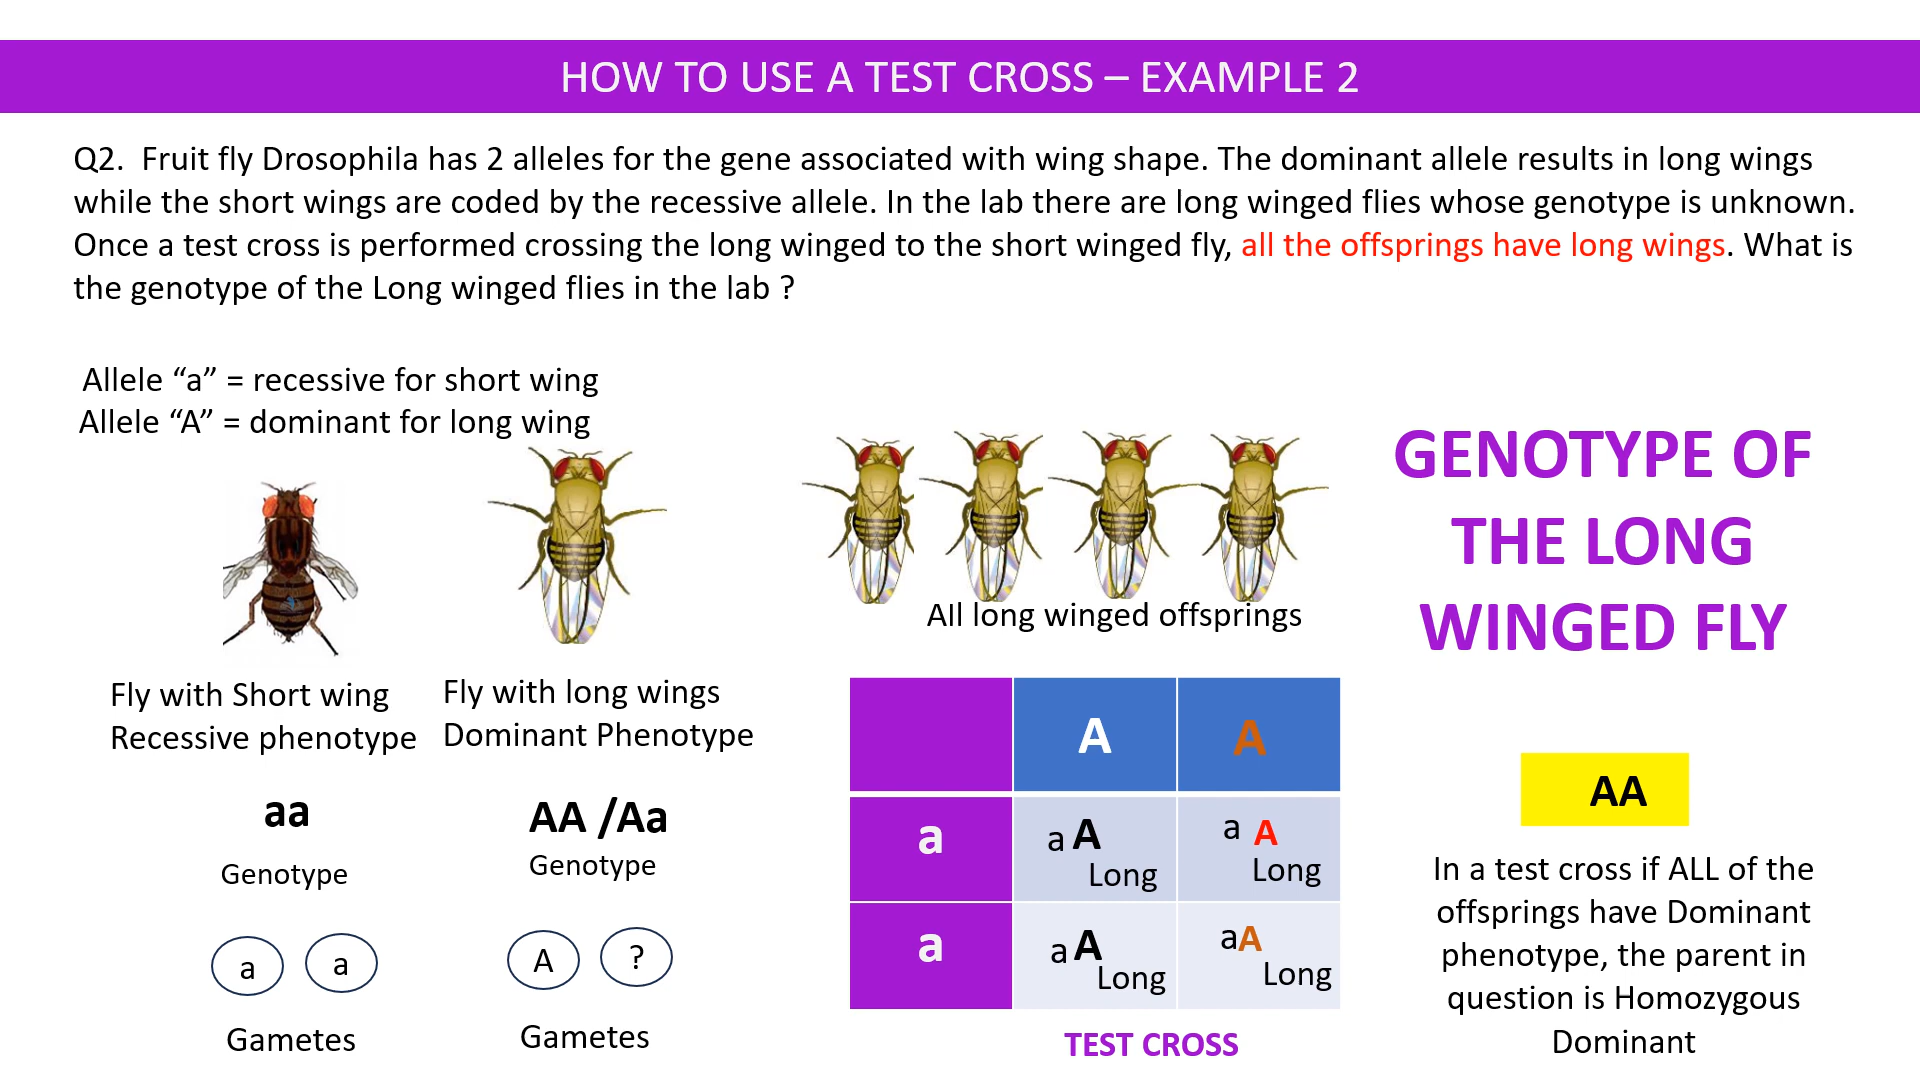 HOW TO USE A TEST CROSS – EXAMPLE 2
Q2.  Fruit fly Drosophila has 2 alleles for the gene associated with wing shape. The dominant allele results in long wings
while the short wings are coded by the recessive allele. In the lab there are long winged flies whose genotype is unknown.
Once a test cross is performed crossing the long winged to the short winged fly, all the offsprings have long wings. What is
the genotype of the Long winged flies in the lab ?
Allele “a” = recessive for short wing
Allele “A” = dominant for long wing
Fly with Short wing
Recessive phenotype
aa
Genotype
a a
Gametes
Fly with long wings
Dominant Phenotype
AA /Aa
Genotype
A ?
Gametes
All long winged offsprings
A A
a
a A
Long
a A
Long
a
a A
Long
aA
Long
TEST CROSS
GENOTYPE OF
THE LONG
WINGED FLY
AA
In a test cross if ALL of the
offsprings have Dominant
phenotype, the parent in
question is Homozygous
Dominant